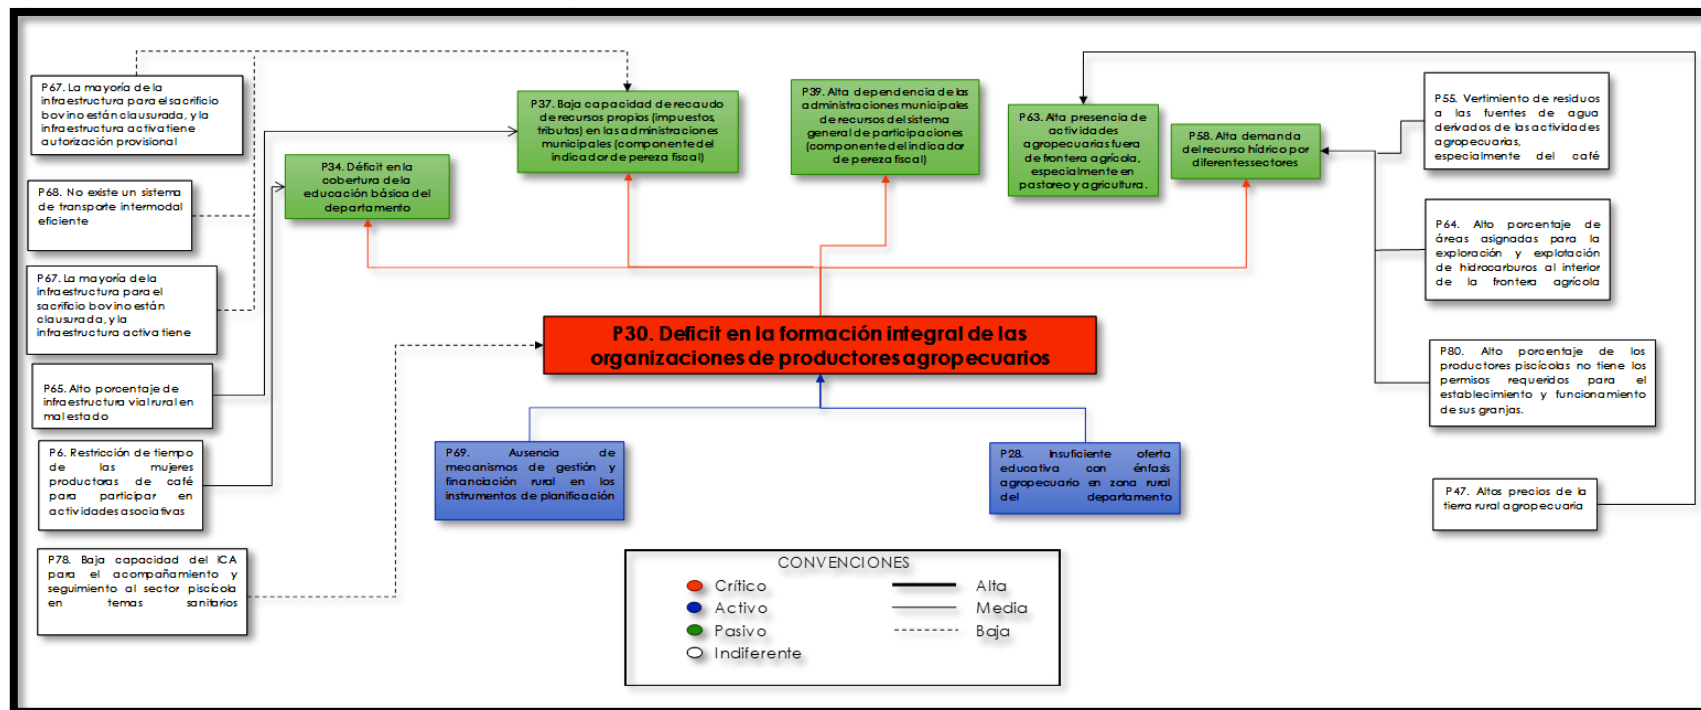 P67. La mayoría de la
infraestructura para el sacrificio
bovino están clausurada, y la
infraestructura activa tiene
autorización provisional
P68. No existe un sistema
de transporte intermodal
eficiente
P67. La mayoría de la
infraestructura para el
sacrificio bovino están
clausurada, y la
infraestructura activa tiene
P65. Alto porcentaje de
infraestructura vial rural en
mal estado
P6. Restricción de tiempo
de las mujeres
productoras de café
para participar en
actividades asociativas
P78. Baja capacidad del ICA
para el acompañamiento y
seguimiento al sector piscícola
en temas sanitarios
P34. Déficit en la
cobertura de la
educación básica del
departamento
P37. Baja capacidad de recaudo
de recursos propios (impuestos,
tributos) en las administraciones
municipales (componente del
indicador de pereza fiscal)
P39. Alta dependencia de las
administraciones municipales
de recursos del sistema
general de participaciones
(componente del indicador
de pereza fiscal)
P63. Alta presencia de
actividades
agropecuarias fuera
de frontera agrícola,
especialmente en
pastoreo y agricultura.
P58. Alta demanda
del recurso hídrico por
diferentes sectores
P55. Vertimiento de residuos
a las fuentes de agua
derivados de las actividades
agropecuarias,
especialmente del café
P64. Alto porcentaje de
áreas asignadas para la
exploración y explotación
de hidrocarburos al interior
de la frontera agrícola
P80. Alto porcentaje de los
productores piscícolas no tiene los
permisos requeridos para el
establecimiento y funcionamiento
de sus granjas.
P47. Altos precios de la
tierra rural agropecuaria
P30. Deficit en la formación integral de las
organizaciones de productores agropecuarios
P69. Ausencia de
mecanismos de gestión y
financiación rural en los
instrumentos de planificación
P28. Insuficiente oferta
educativa con énfasis
agropecuario en zona rural
del departamento
CONVENCIONES
Crítico
Activo
Pasivo
Indiferente
Alta
Media
Baja